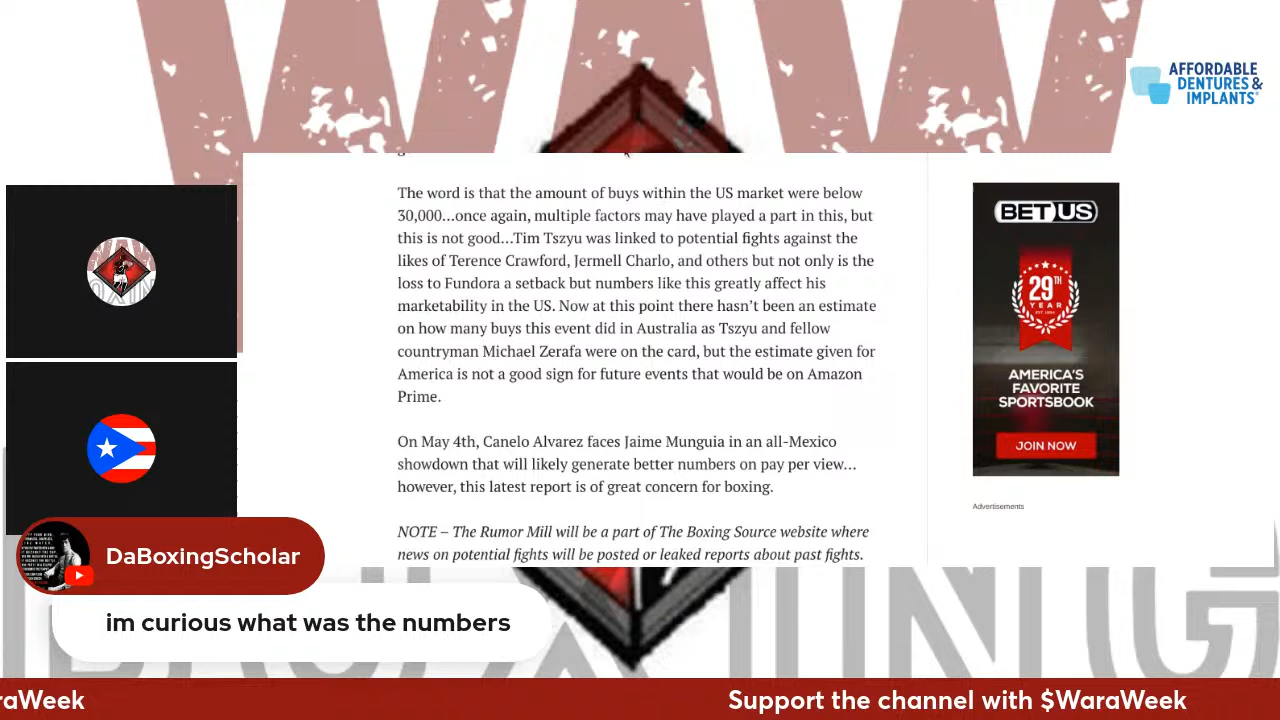 AFFORDABLE
DENTURES &
IMPLANTS
The word is that the amount of buys within the US market were below
30,000...once again, multiple factors may have played a part in this, but
this is not good...Tim Tszyu was linked to potential fights against the
likes of Terence Crawford, Jermell Charlo, and others but not only is the
loss to Fundora a setback but numbers like this greatly affect his
marketability in the US. Now at this point there hasn't been an estimate
on how many buys this event did in Australia as Tszyu and fellow
countryman Michael Zerafa were on the card, but the estimate given for
America is not a good sign for future events that would be on Amazon
Prime.
On May 4th, Canelo Alvarez faces Jaime Munguia in an all-Mexico
showdown that will likely generate better numbers on pay per view...
however, this latest report is of great concern for boxing.
NOTE – The Rumor Mill will be a part of The Boxing Source website where
news on potential fights will be posted or leaked reports about past fights.
BETUS
29TH
YEAR
AMERICA'S
FAVORITE
SPORTSBOOK
JOIN NOW
Advertisements
DaBoxingScholar
im curious what was the numbers
raWeek
Support the channel with $WaraWeek